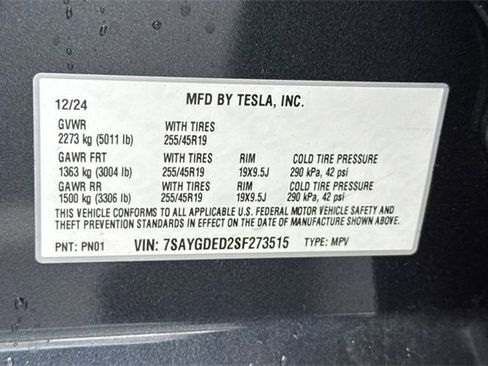 12/24 MFD BY TESLA, INC.
GVWR WITH TIRES
2273 kg (5011 lb) 255/45R19
GAWR FRT WITH TIRES RIM COLD TIRE PRESSURE
1363 kg (3004 lb) 255/45R19 19X9.5J 290 kPa, 42 psi
GAWR RR WITH TIRES RIM COLD TIRE PRESSURE
1500 kg (3306 lb) 255/45R19 19X9.5J 290 kPa, 42 psi
THIS VEHICLE CONFORMS TO ALL APPLICABLE U.S. FEDERAL MOTOR VEHICLE SAFETY AND
THEFT PREVENTION STANDARDS IN EFFECT ON THE DATE OF MANUFACTURE SHOWN ABOVE.
PNT: PN01 VIN: 7SAYGDED2SF273515 TYPE: MPV